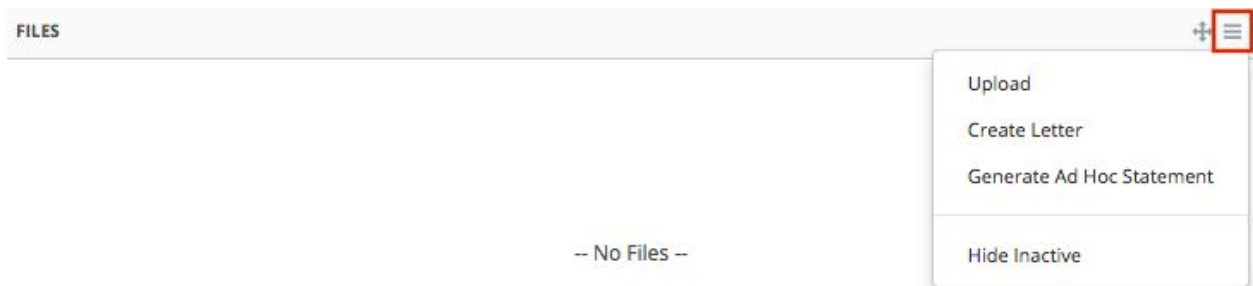 FILES
Upload
Create Letter
Generate Ad Hoc Statement
-- No Files --
Hide Inactive